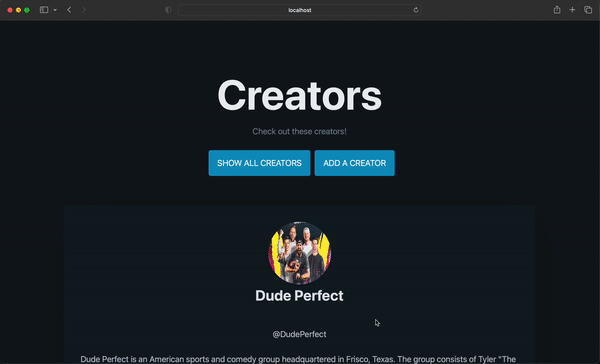 localhost
Creators
Check out these creators!
SHOW ALL CREATORS
ADD A CREATOR
Dude Perfect
@DudePerfect
Dude Perfect is an American sports and comedy group headquartered in Frisco, Texas. The group consists of Tyler "The